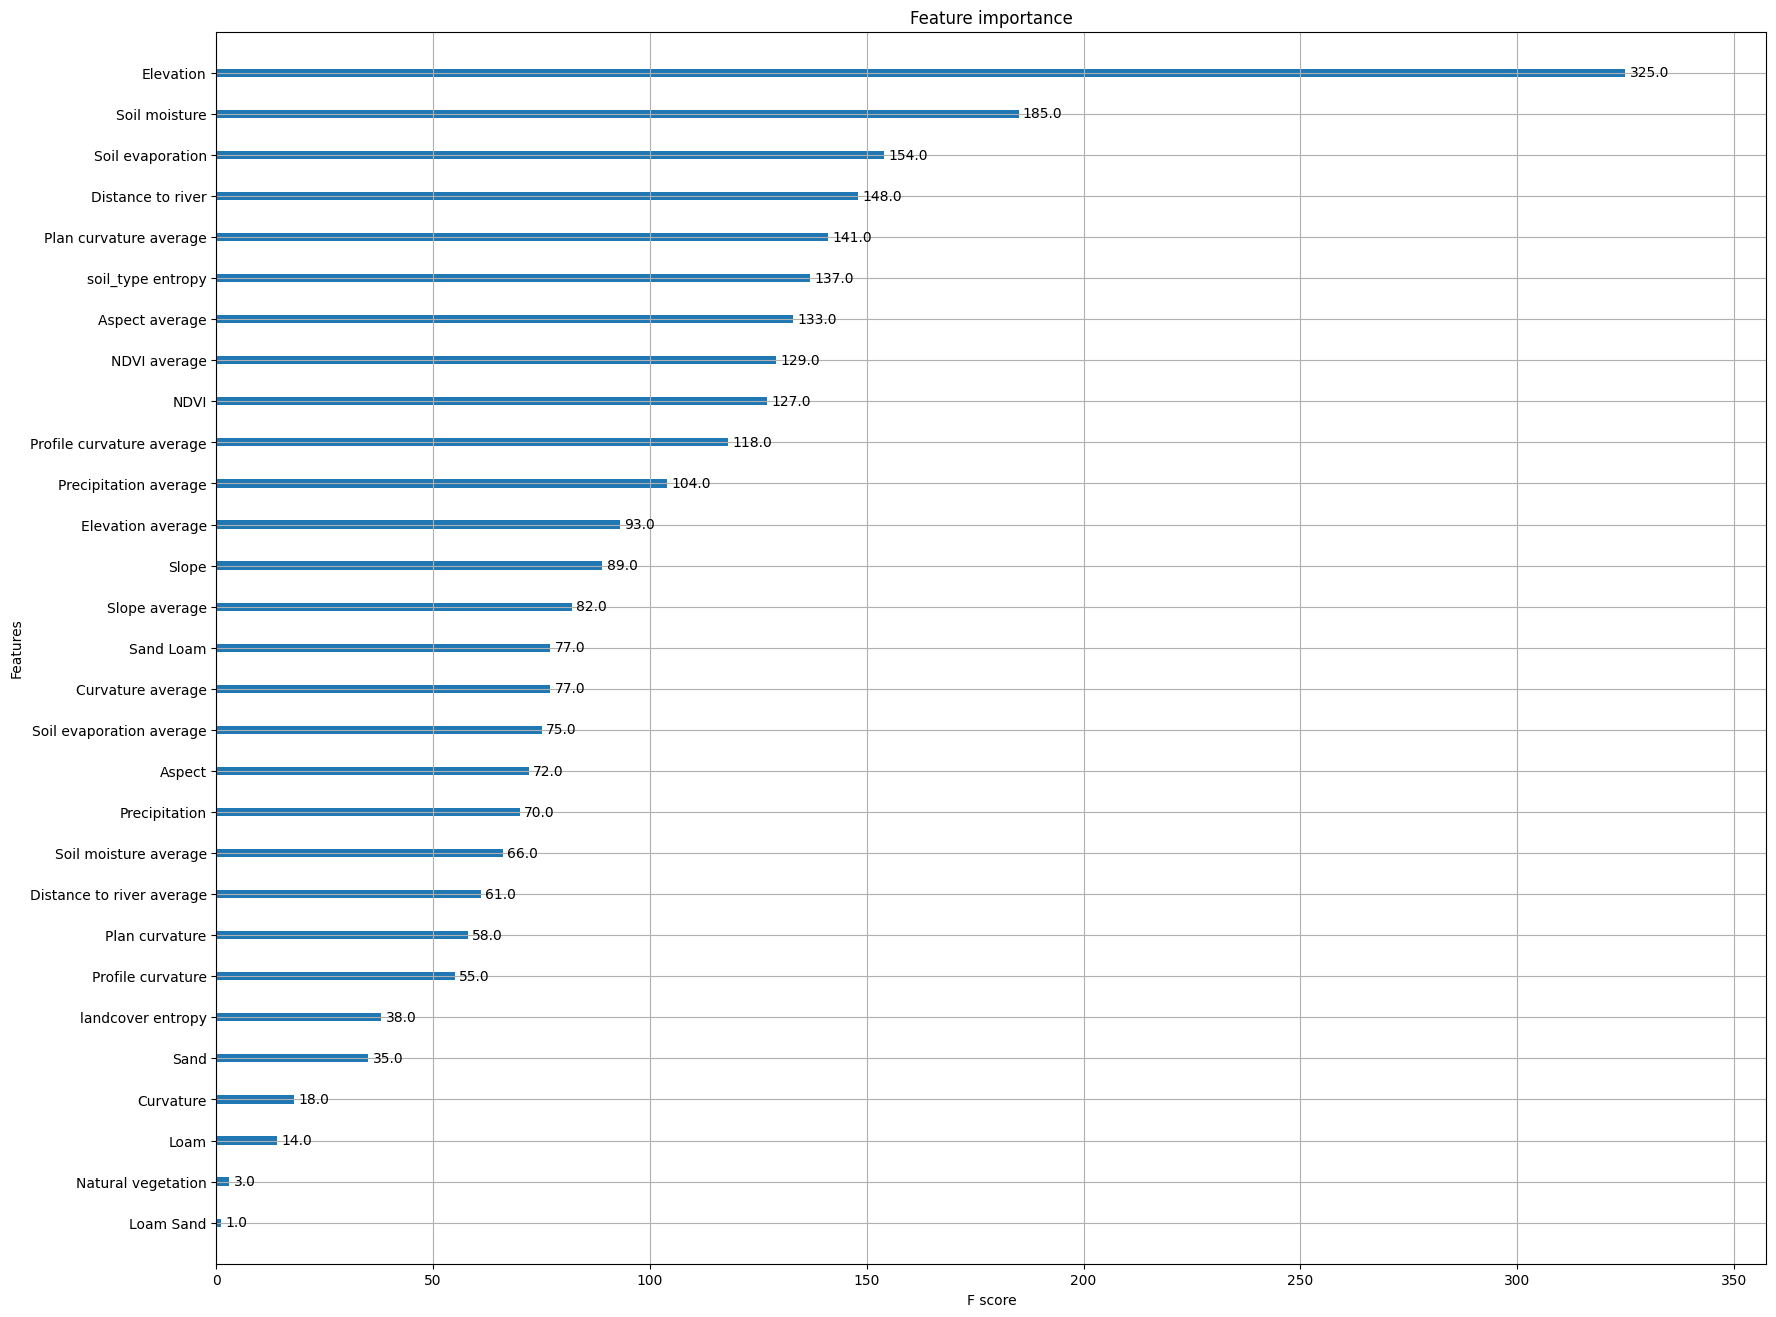 Feature importance
Elevation 325.0
Soil moisture 185.0
Soil evaporation 154.0
Distance to river 148.0
Plan curvature average 141.0
soil_type entropy 137.0
Aspect average 133.0
NDVI average 129.0
NDVI 127.0
Profile curvature average 118.0
Precipitation average 104.0
Elevation average 93.0
Slope 89.0
Slope average 82.0
Sand Loam 77.0
Curvature average 77.0
Soil evaporation average 75.0
Aspect 72.0
Precipitation 70.0
Soil moisture average 66.0
Distance to river average 61.0
Plan curvature 58.0
Profile curvature 55.0
landcover entropy 38.0
Sand 35.0
Curvature 18.0
Loam 14.0
Natural vegetation 3.0
Loam Sand 1.0
Features
0 50 100 150 200 250 300 350
F score